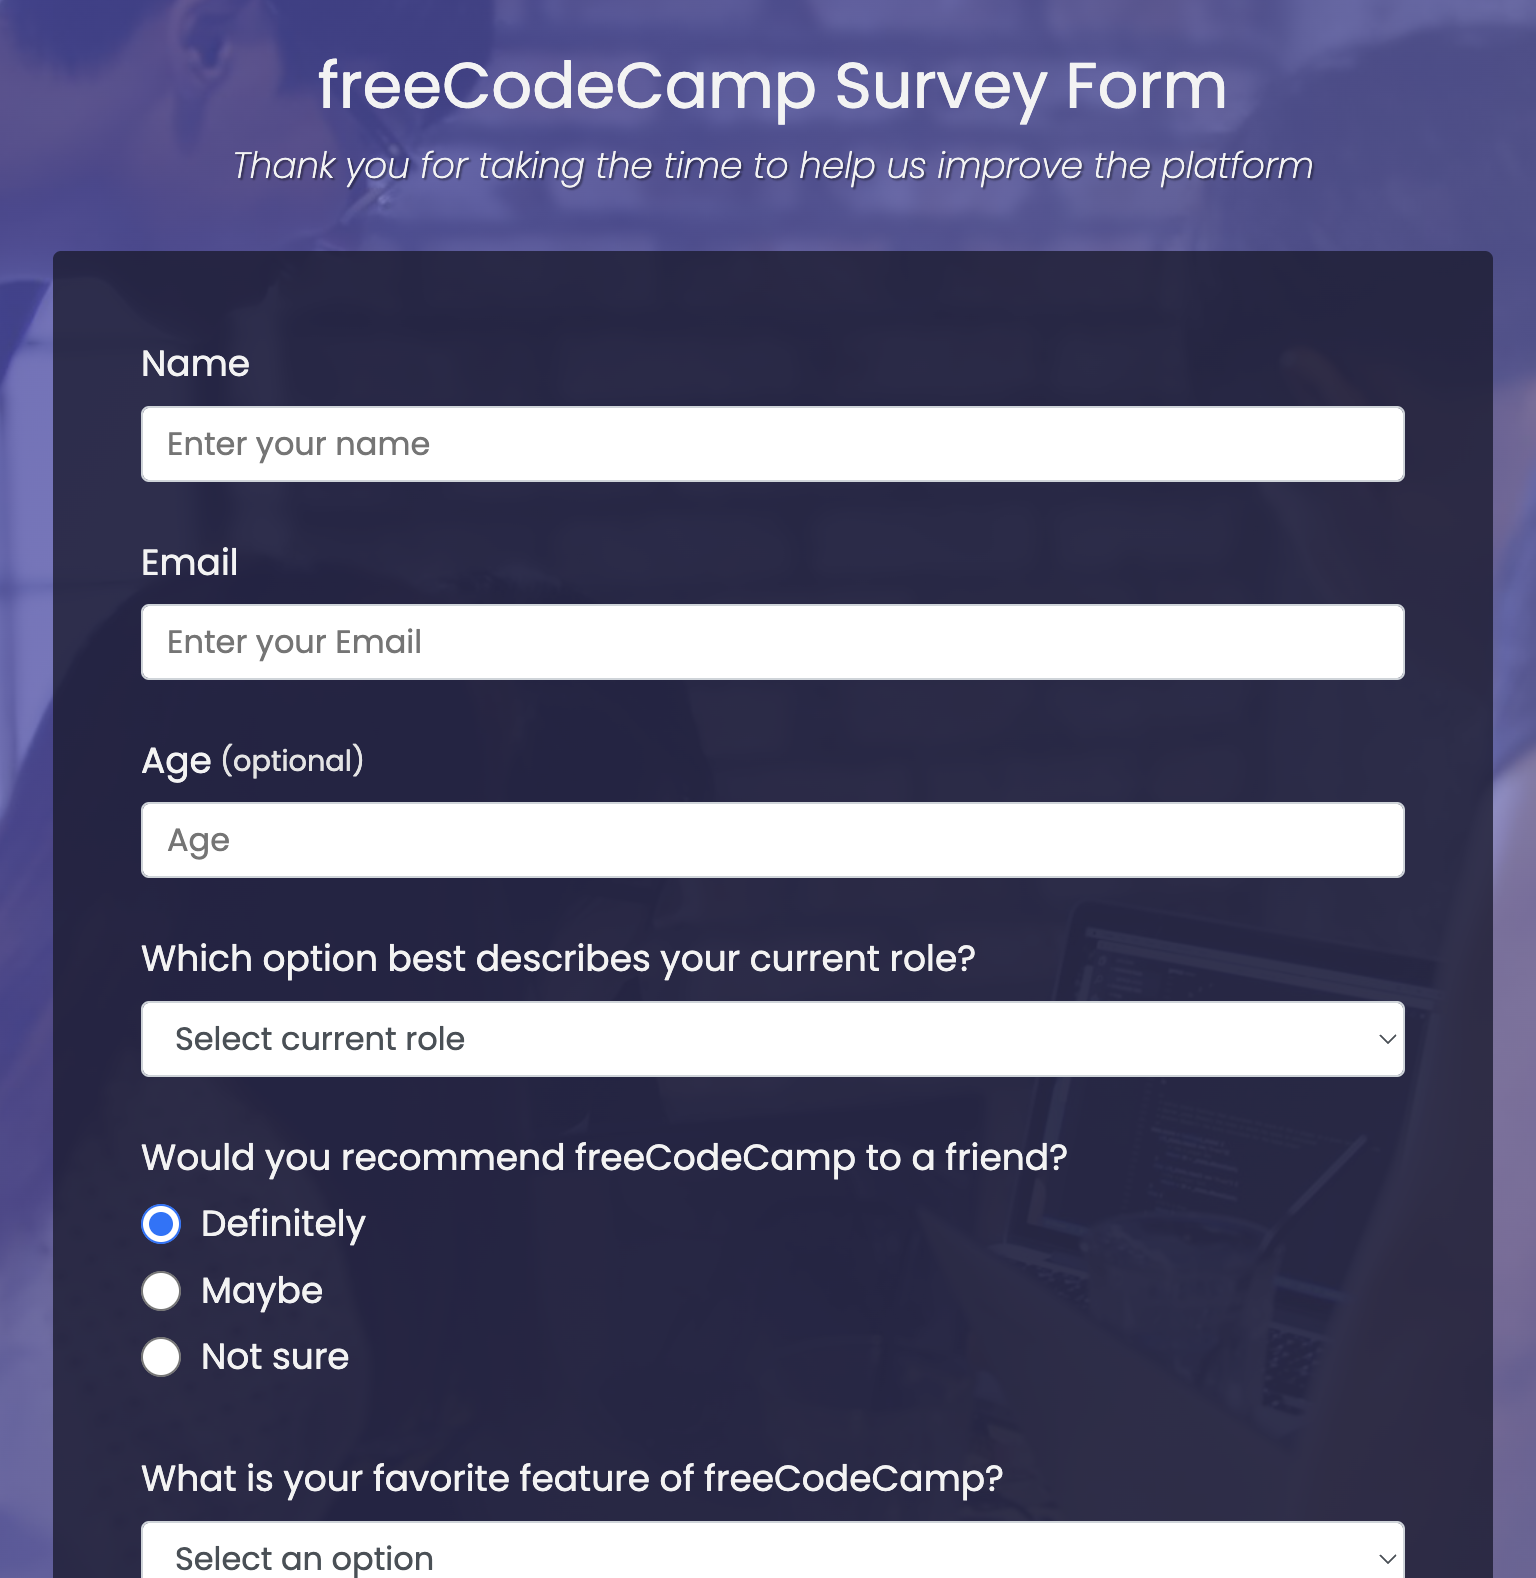 freeCodeCamp Survey Form
Thank you for taking the time to help us improve the platform
Name
Enter your name
Email
Enter your Email
Age (optional)
Age
Which option best describes your current role?
Select current role
Would you recommend freeCodeCamp to a friend?
Definitely
Maybe
Not sure
What is your favorite feature of freeCodeCamp?
Select an option